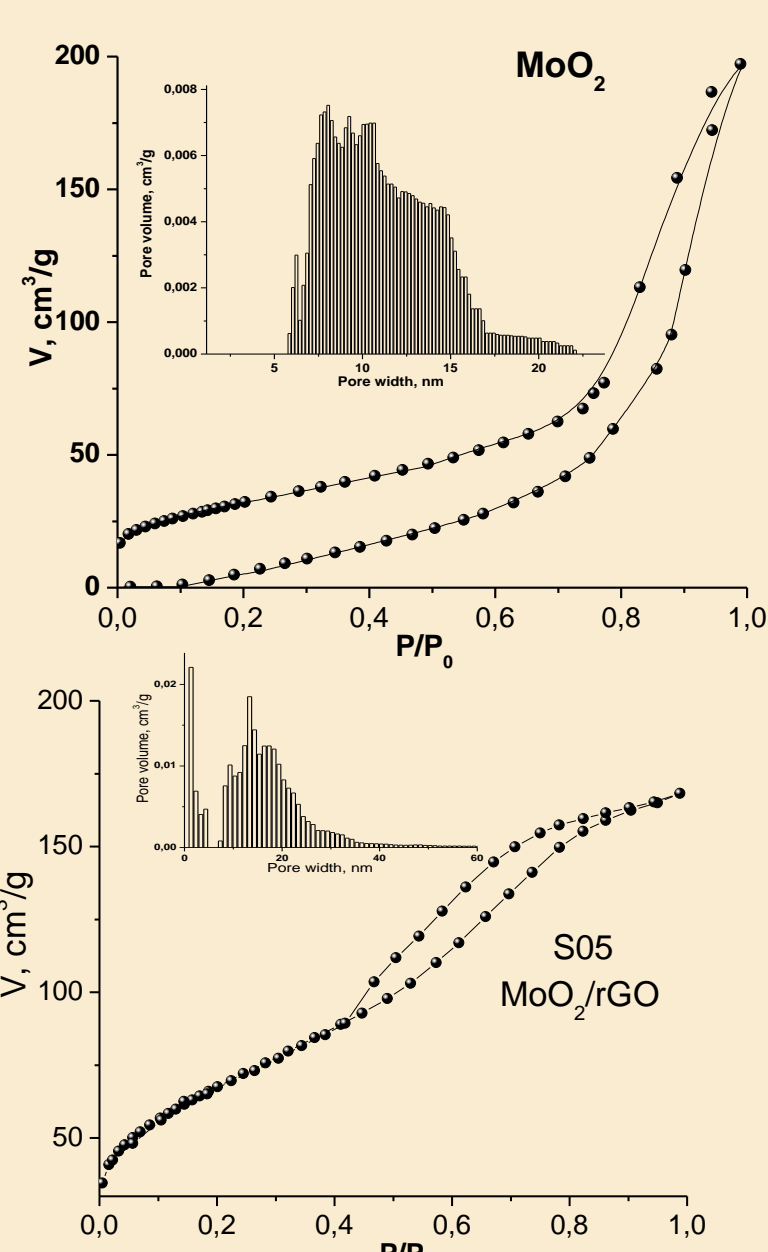 MoO2
200
150
100
50
0
V, cm3/g
0,0 0,2 0,4 0,6 0,8 1,0
P/P0
0,008
0,006
0,004
0,002
0,000
Pore volume, cm3/g
5 10 15 20
Pore width, nm
200
150
100
50
V, cm3/g
0,02
0,01
0,00
Pore volume, cm3/g
0 20 40 60
Pore width, nm
S05
MoO2/rGO
0,0 0,2 0,4 0,6 0,8 1,0
P/P